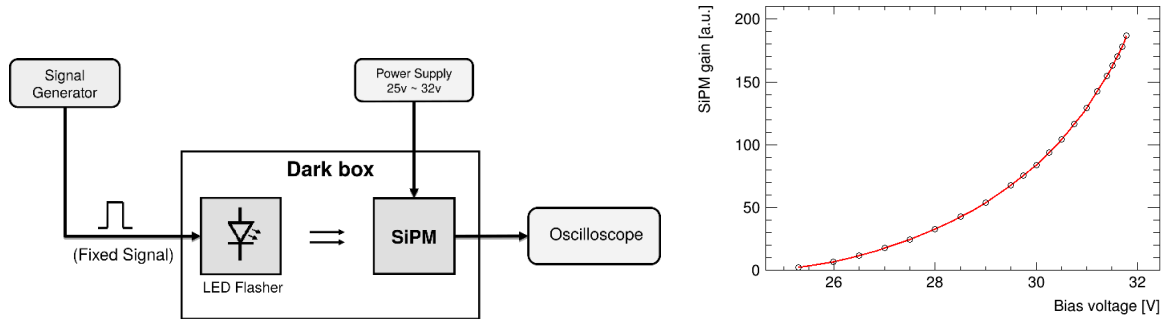 Signal
Generator
Power Supply
25v ~ 32v
Dark box
(Fixed Signal)
LED Flasher
SiPM
Oscilloscope
SiPM gain [a.u.]
200
150
100
50
0
26
28
30
32
Bias voltage [V]